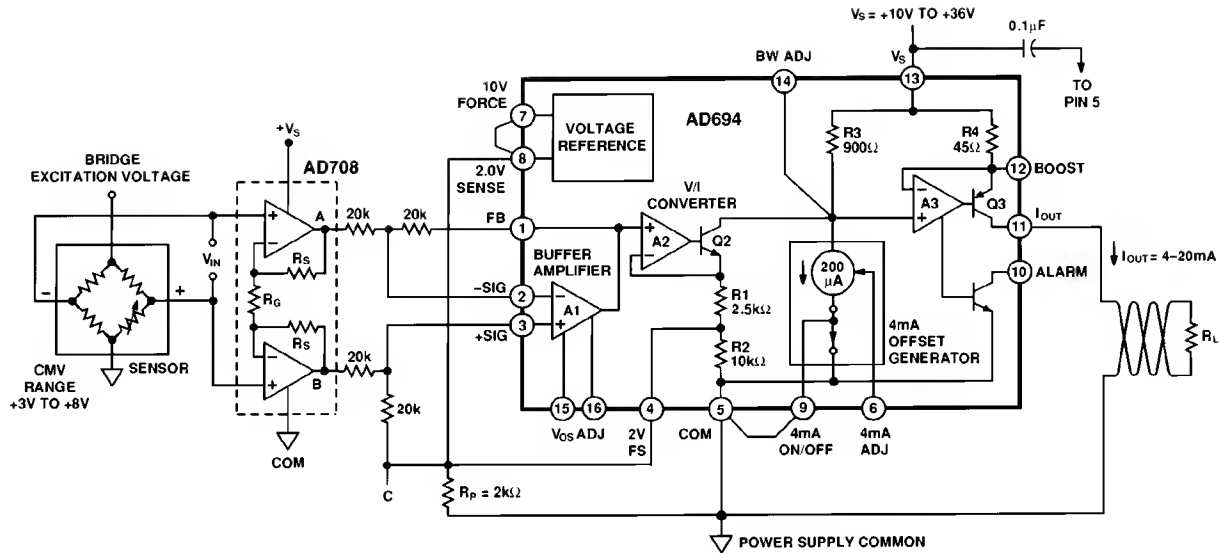 VS = +10V TO +36V
0.1µF
BW ADJ
VS
14
13
TO
PIN 5
10V
FORCE
7
VOLTAGE
REFERENCE
AD694
R3
900Ω
R4
45Ω
+VS
8
12
BOOST
BRIDGE
EXCITATION VOLTAGE
AD708
2.0V
SENSE
V/I
CONVERTER
A3
Q3
IOUT
11
+
A
20k
20k
FB
1
+
A2
Q2
+
VIN
RS
BUFFER
AMPLIFIER
200
µA
10
ALARM
IOUT = 4–20mA
–
+
RG
–SIG
2
–
A1
R1
2.5kΩ
RS
+SIG
3
+
R2
10kΩ
4mA
OFFSET
GENERATOR
RL
SENSOR
+
B
20k
CMV
RANGE
+3V TO +8V
20k
15
16
4
5
9
6
VOS ADJ
2V
FS
COM
4mA
ON/OFF
4mA
ADJ
COM
C
RP = 2kΩ
POWER SUPPLY COMMON